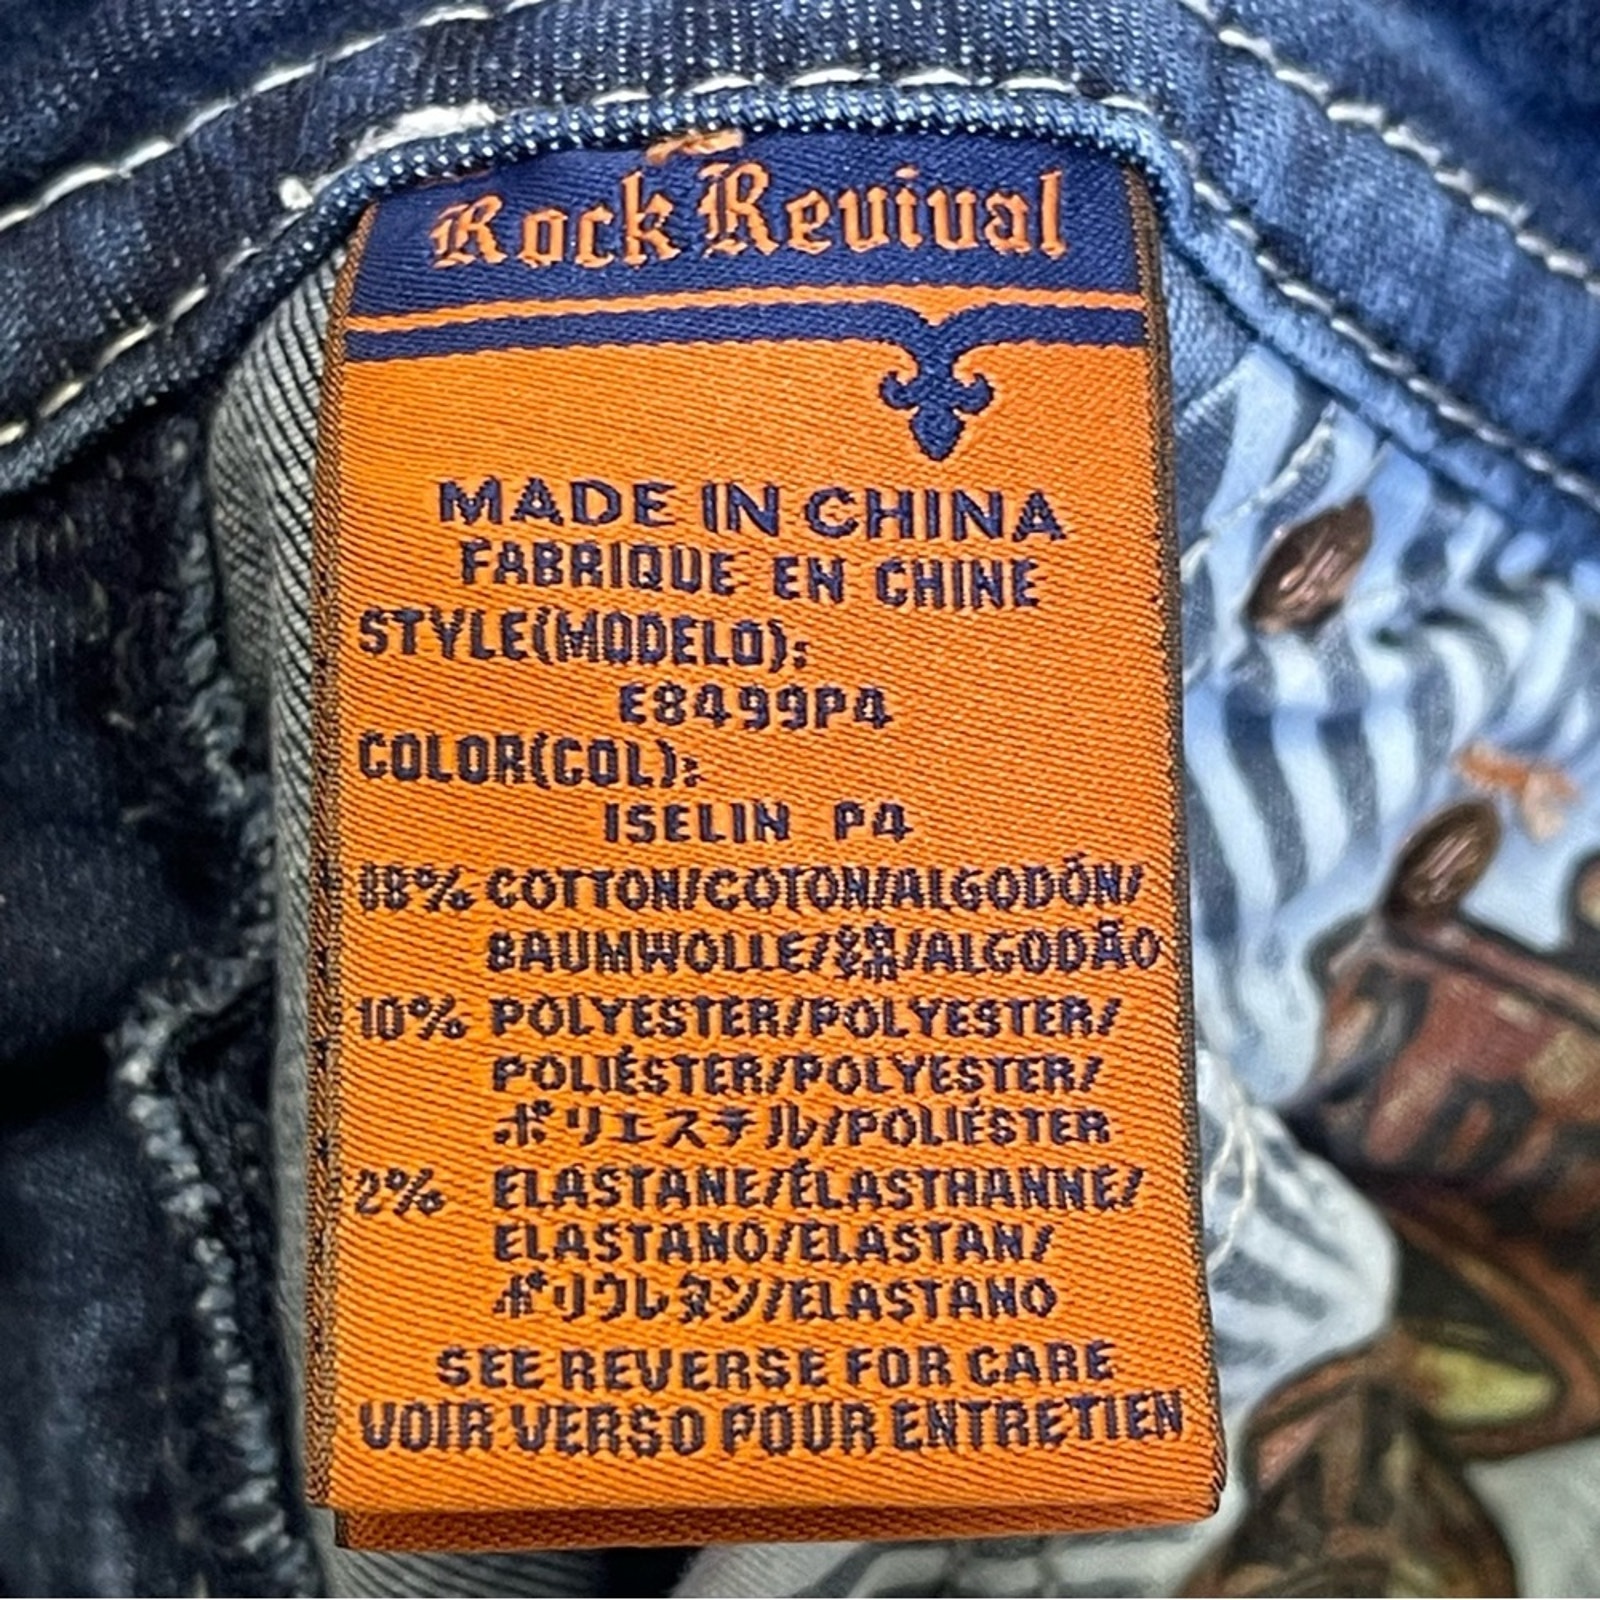 Rock Revival
MADE IN CHINA
FABRIQUE EN CHINE
STYLE(MODELO):
E8499P4
COLOR(COL):
ISELIN P4
88% COTTON/COTON/ALGODÓN/
BAUMWOLLE/綿/ALGODÃO
10% POLYESTER/POLYESTER/
POLIÉSTER/POLYESTER/
ポリエステル/POLIÉSTER
2% ELASTANE/ÉLASTHANNE/
ELASTANO/ELASTAN/
ポリウレタン/ELASTANO
SEE REVERSE FOR CARE
VOIR VERSO POUR ENTRETIEN